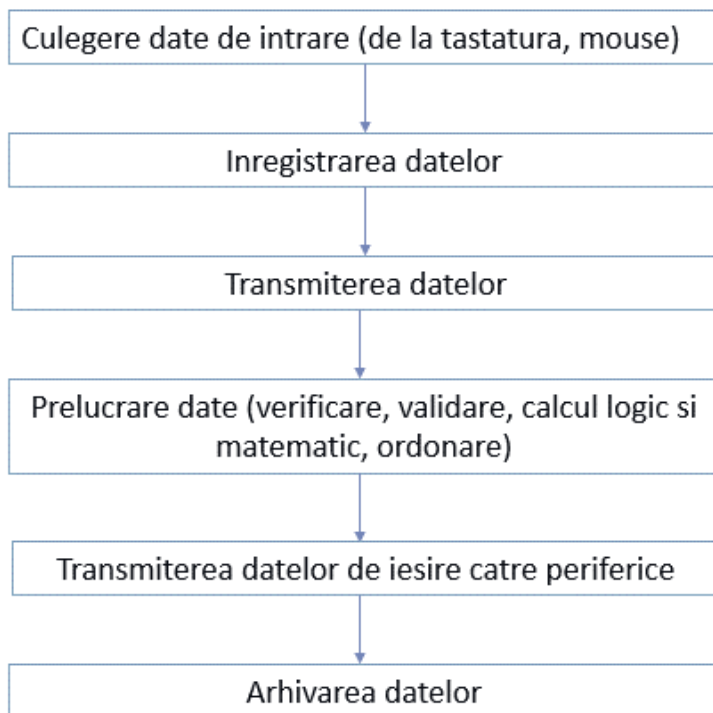 Culegere date de intrare (de la tastatura, mouse)
Inregistrarea datelor
Transmiterea datelor
Prelucrare date (verificare, validare, calcul logic si
matematic, ordonare)
Transmiterea datelor de iesire catre periferice
Arhivarea datelor